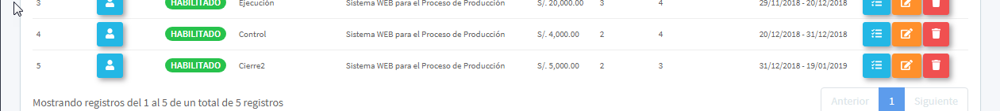 3 HABILITADO Ejecución Sistema WEB para el Proceso de Producción S/. 20,000.00 3 4 29/11/2018 - 20/12/2018
4 HABILITADO Control Sistema WEB para el Proceso de Producción S/. 4,000.00 2 4 20/12/2018 - 31/12/2018
5 HABILITADO Cierre2 Sistema WEB para el Proceso de Producción S/. 5,000.00 2 3 31/12/2018 - 19/01/2019
Mostrando registros del 1 al 5 de un total de 5 registros Anterior 1 Siguiente